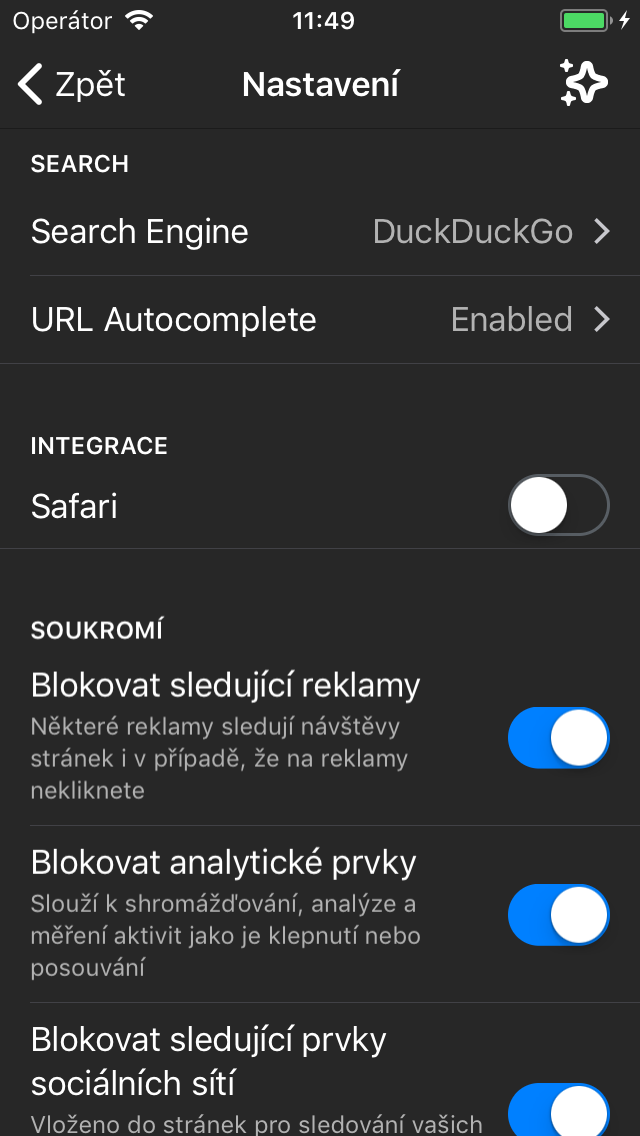 Operátor 11:49
Zpět Nastavení
SEARCH
Search Engine DuckDuckGo
URL Autocomplete Enabled
INTEGRACE
Safari
SOUKROMÍ
Blokovat sledující reklamy
Některé reklamy sledují návštěvy
stránek i v případě, že na reklamy
nekliknete
Blokovat analytické prvky
Slouží k shromážďování, analýze a
měření aktivit jako je klepnutí nebo
posouvání
Blokovat sledující prvky
sociálních sítí
Vloženo do stránek pro sledování vašich